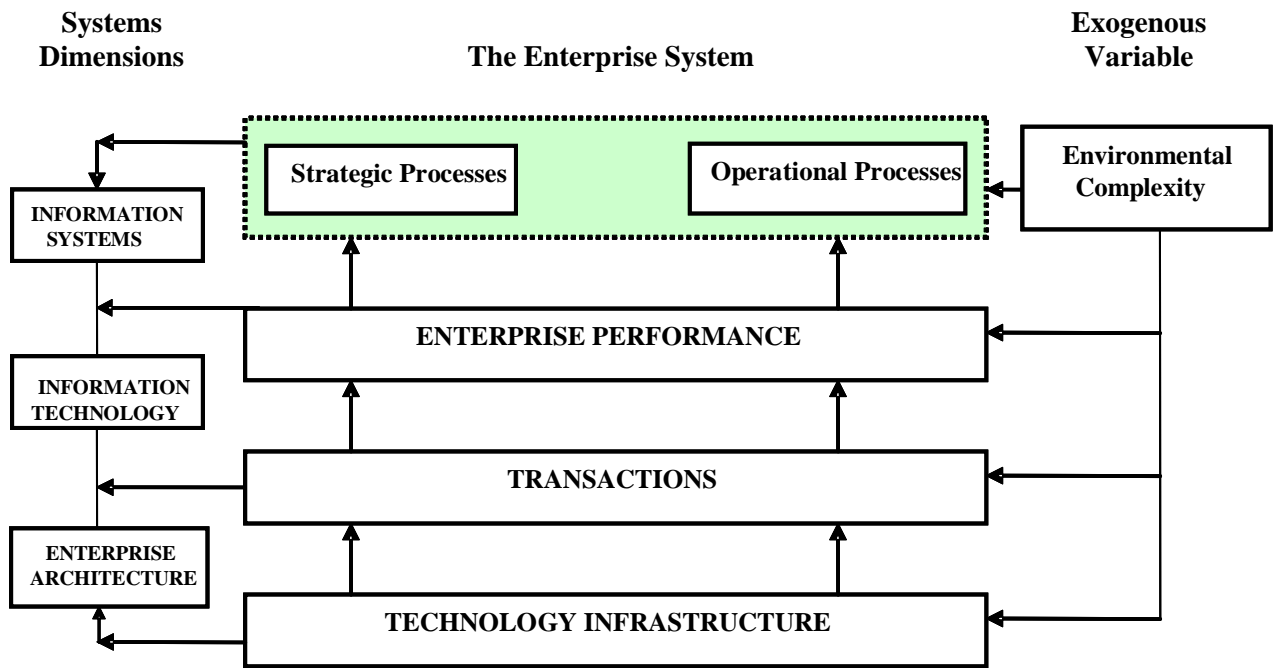 Systems
Dimensions
The Enterprise System
Exogenous
Variable
Strategic Processes
Operational Processes
Environmental
Complexity
INFORMATION
SYSTEMS
ENTERPRISE PERFORMANCE
INFORMATION
TECHNOLOGY
TRANSACTIONS
ENTERPRISE
ARCHITECTURE
TECHNOLOGY INFRASTRUCTURE